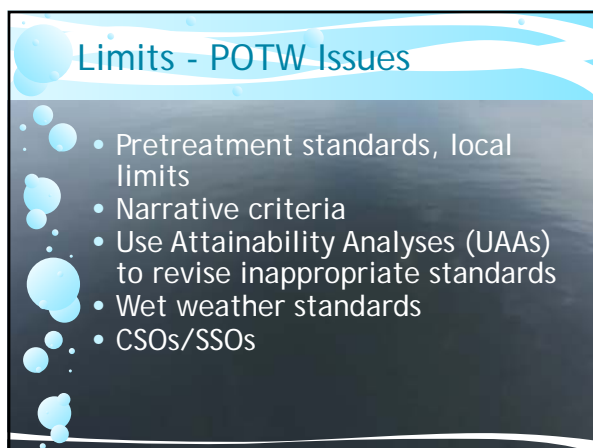 Limits - POTW Issues
• Pretreatment standards, local
limits
• Narrative criteria
• Use Attainability Analyses (UAAs)
to revise inappropriate standards
• Wet weather standards
• CSOs/SSOs